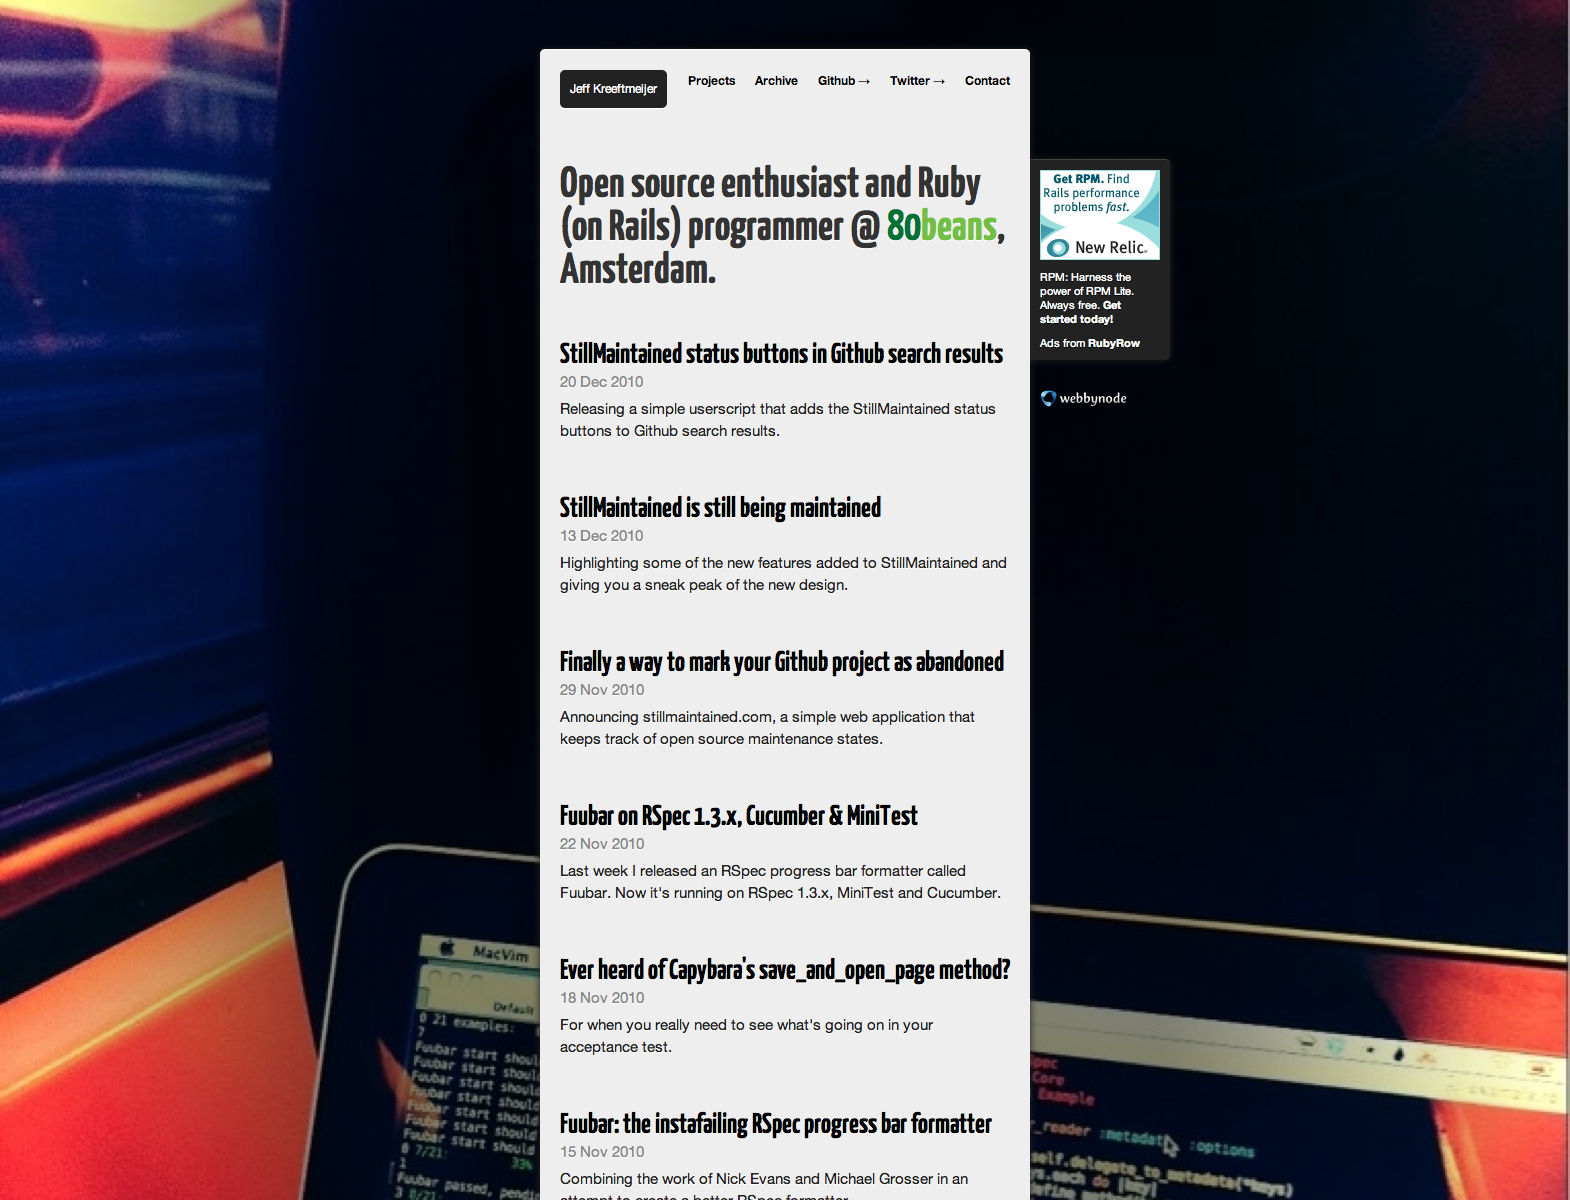 Jeff Kreeftmeijer
Projects
Archive
Github →
Twitter →
Contact
Open source enthusiast and Ruby
(on Rails) programmer @ 80beans,
Amsterdam.
StillMaintained status buttons in Github search results
20 Dec 2010
Releasing a simple userscript that adds the StillMaintained status
buttons to Github search results.
StillMaintained is still being maintained
13 Dec 2010
Highlighting some of the new features added to StillMaintained and
giving you a sneak peak of the new design.
Finally a way to mark your Github project as abandoned
29 Nov 2010
Announcing stillmaintained.com, a simple web application that
keeps track of open source maintenance states.
Fuubar on RSpec 1.3.x, Cucumber & MiniTest
22 Nov 2010
Last week I released an RSpec progress bar formatter called
Fuubar. Now it's running on RSpec 1.3.x, MiniTest and Cucumber.
Ever heard of Capybara's save_and_open_page method?
18 Nov 2010
For when you really need to see what's going on in your
acceptance test.
Fuubar: the instafailing RSpec progress bar formatter
15 Nov 2010
Combining the work of Nick Evans and Michael Grosser in an
attempt to create a better RSpec formatter.
Get RPM. Find
Rails performance
problems fast.
New Relic.
RPM: Harness the
power of RPM Lite.
Always free. Get
started today!
Ads from RubyRow
webbynode
MacVim
Default
0 21 examples:
7
Fuubar start shoul
Fuubar start shoul
Fuubar start should
Fuubar start should
Fuubar start should
Fuubar start should
Fuubar start should
6 7/21: 33%
1
Fuubar passed, pendi
3 8/21:
pec
Core
Example
_reader :metadat :options
self.delegate_to_metadata(*keys)
ys.each do |key|